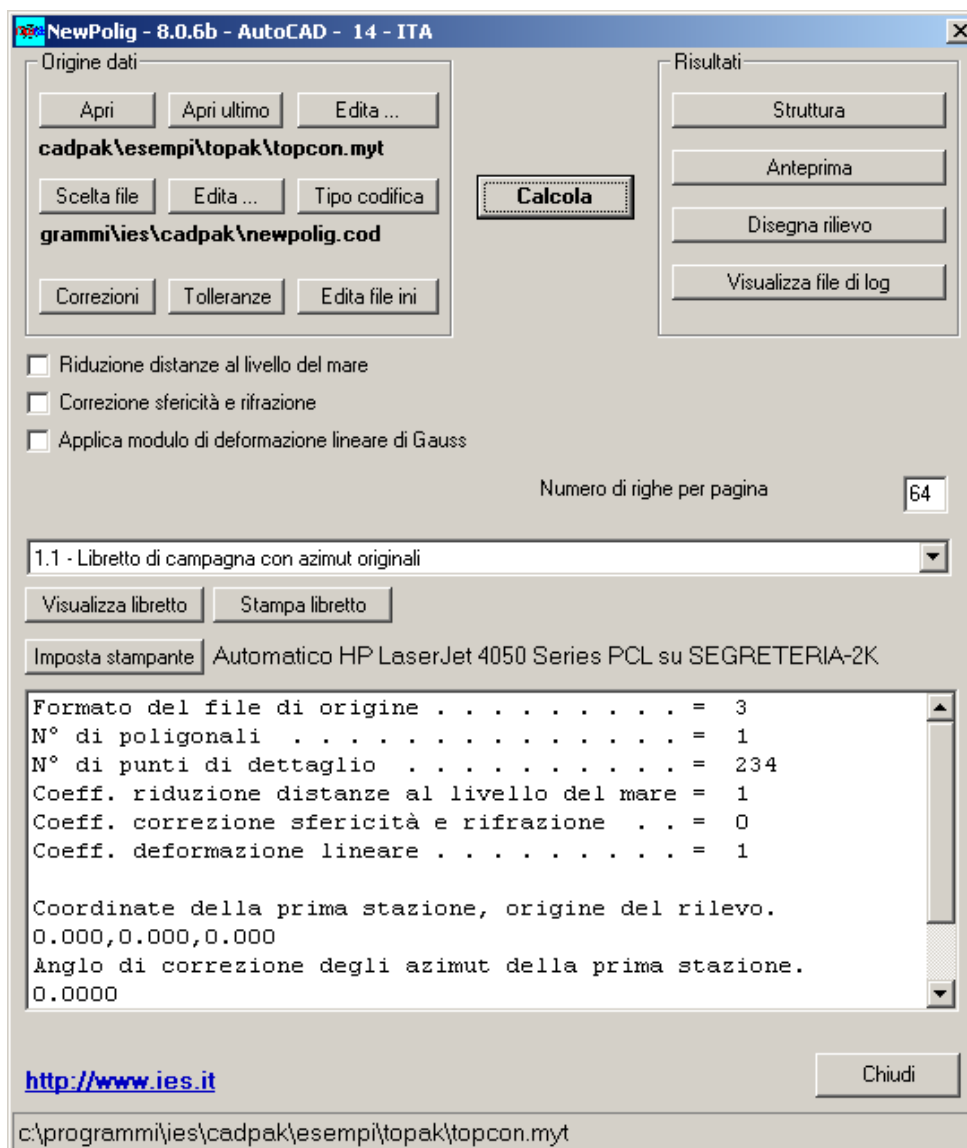 NewPolig - 8.0.6b - AutoCAD - 14 - ITA
Origine dati
Apri Apri ultimo Edita ...
cadpak\esempi\topak\topcon.myt
Scelta file Edita ... Tipo codifica
grammi\ies\cadpak\newpolig.cod
Correzioni Tolleranze Edita file ini
Calcola
Risultati
Struttura
Anteprima
Disegna rilievo
Visualizza file di log
Riduzione distanze al livello del mare
Correzione sfericità e rifrazione
Applica modulo di deformazione lineare di Gauss
Numero di righe per pagina 64
1.1 - Libretto di campagna con azimut originali
Visualizza libretto Stampa libretto
Imposta stampante Automatico HP LaserJet 4050 Series PCL su SEGRETERIA-2K
Formato del file di origine . . . . . . . . . = 3
N° di poligonali . . . . . . . . . . . . . . = 1
N° di punti di dettaglio . . . . . . . . . . = 234
Coeff. riduzione distanze al livello del mare = 1
Coeff. correzione sfericità e rifrazione . . = 0
Coeff. deformazione lineare . . . . . . . . . = 1
Coordinate della prima stazione, origine del rilevo.
0.000,0.000,0.000
Anglo di correzione degli azimut della prima stazione.
0.0000
http://www.ies.it
Chiudi
c:\programmi\ies\cadpak\esempi\topak\topcon.myt